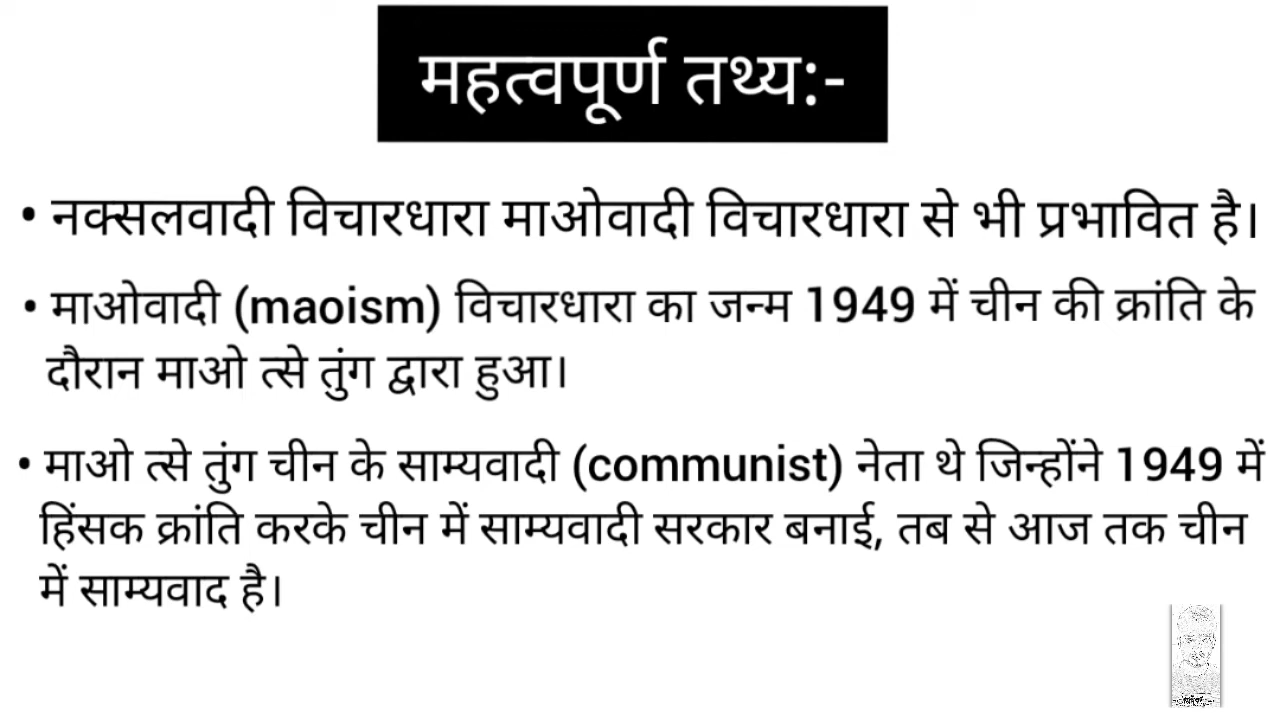 महत्वपूर्ण तथ्य:-
• नक्सलवादी विचारधारा माओवादी विचारधारा से भी प्रभावित है।
• माओवादी (maoism) विचारधारा का जन्म 1949 में चीन की क्रांति के
दौरान माओ त्से तुंग द्वारा हुआ।
• माओ त्से तुंग चीन के साम्यवादी (communist) नेता थे जिन्होंने 1949 में
हिंसक क्रांति करके चीन में साम्यवादी सरकार बनाई, तब से आज तक चीन
में साम्यवाद है।